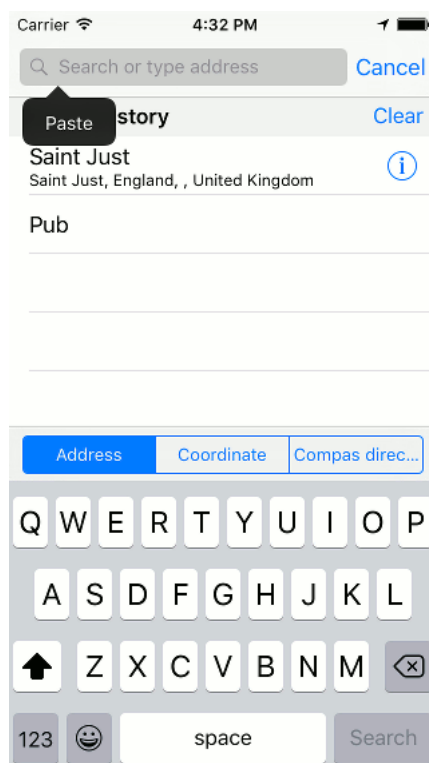 Carrier 4:32 PM
Search or type address Cancel
Paste story Clear
Saint Just
Saint Just, England, , United Kingdom
Pub
Address Coordinate Compas direc...
Q W E R T Y U I O P
A S D F G H J K L
Z X C V B N M
123 space Search